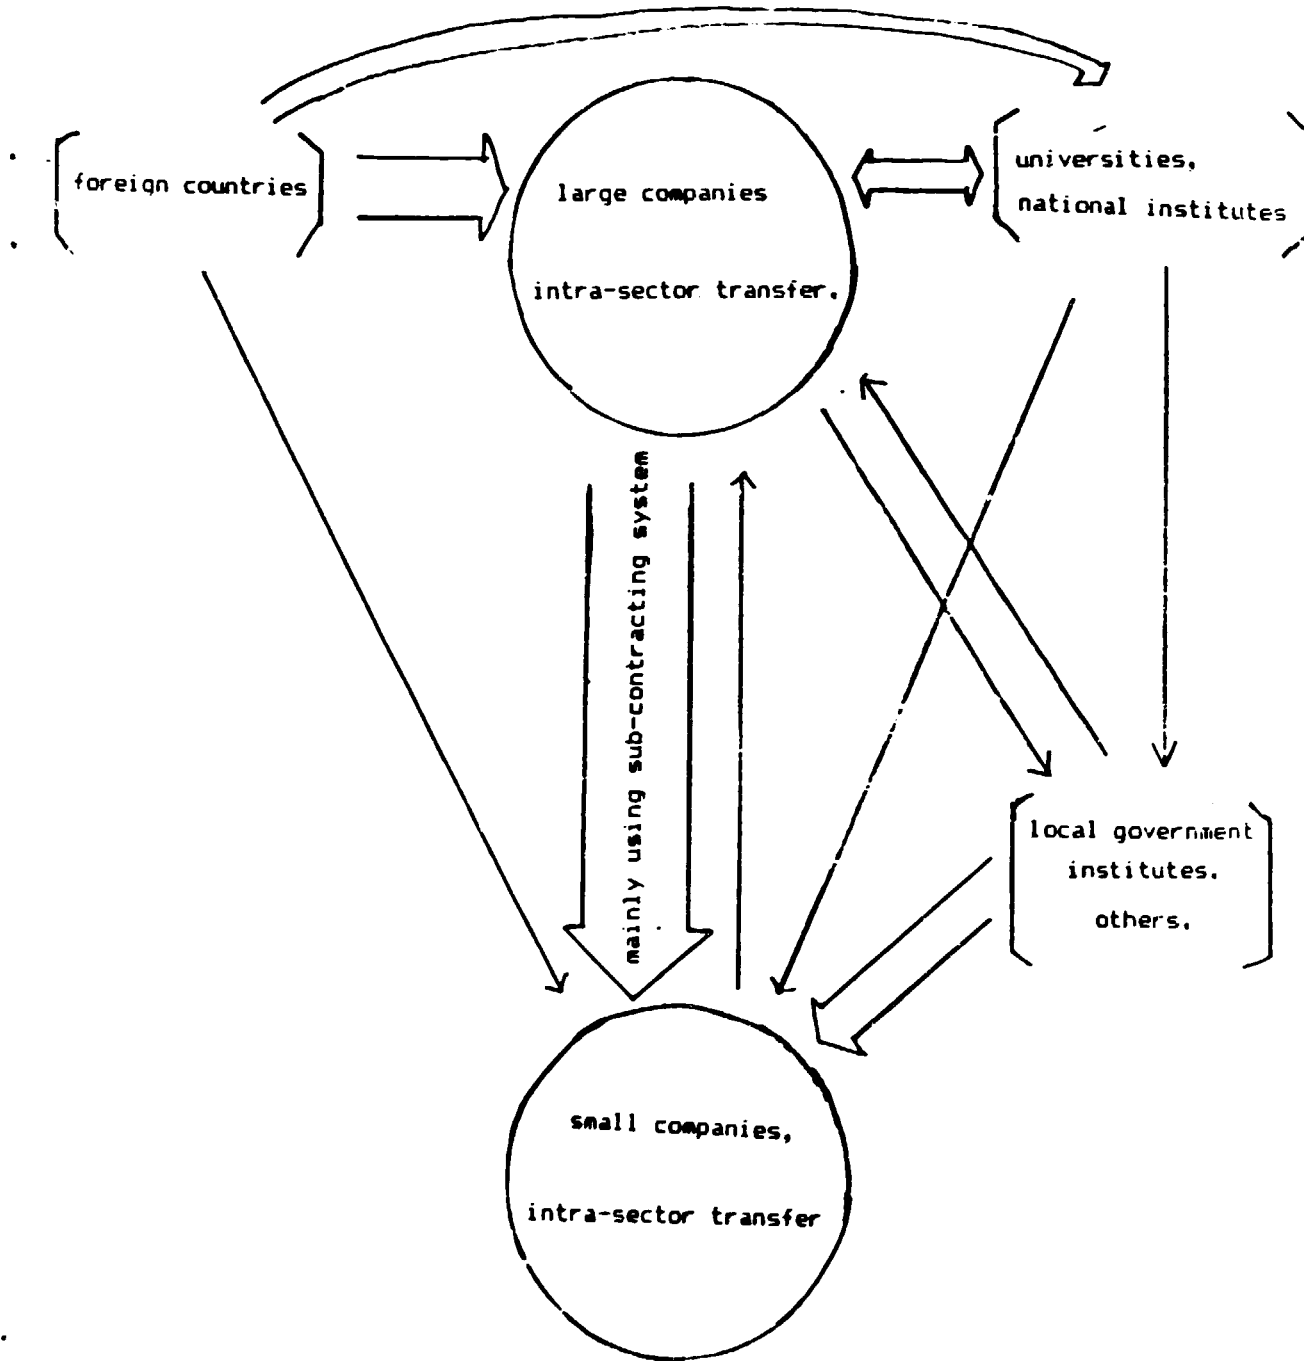 foreign countries
large companies
intra-sector transfer.
universities,
national institutes
mainly using sub-contracting system
local government
institutes.
others.
small companies,
intra-sector transfer